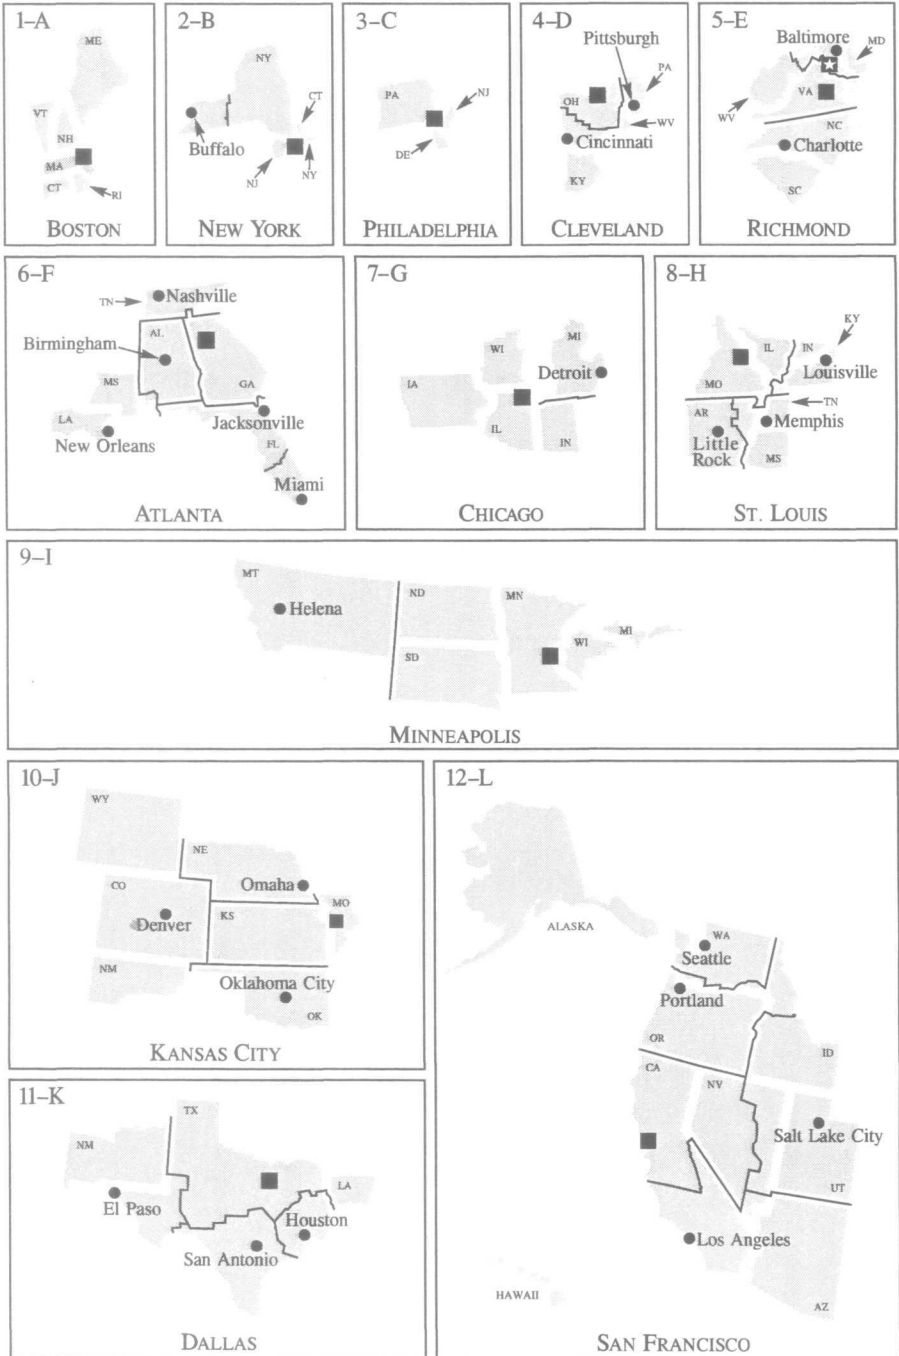 1–A
ME
VT
NH
MA
CT
RI
BOSTON
2–B
NY
CT
Buffalo
NJ
NY
NEW YORK
3–C
PA
NJ
DE
PHILADELPHIA
4–D
Pittsburgh
PA
OH
WV
Cincinnati
KY
CLEVELAND
5–E
Baltimore
MD
VA
WV
NC
Charlotte
SC
RICHMOND
6–F
TN
Nashville
AL
Birmingham
MS
GA
LA
Jacksonville
New Orleans
FL
Miami
ATLANTA
7–G
WI
MI
Detroit
IA
IL
IN
CHICAGO
8–H
KY
IL
IN
Louisville
MO
TN
AR
Memphis
Little
Rock
MS
ST. LOUIS
9–I
MT
ND
MN
Helena
WI
MI
SD
MINNEAPOLIS
10–J
WY
NE
CO
Omaha
MO
KS
Denver
NM
Oklahoma City
OK
KANSAS CITY
11–K
TX
NM
LA
El Paso
Houston
San Antonio
DALLAS
12–L
ALASKA
WA
Seattle
Portland
OR
ID
CA
NV
Salt Lake City
UT
Los Angeles
HAWAII
AZ
SAN FRANCISCO